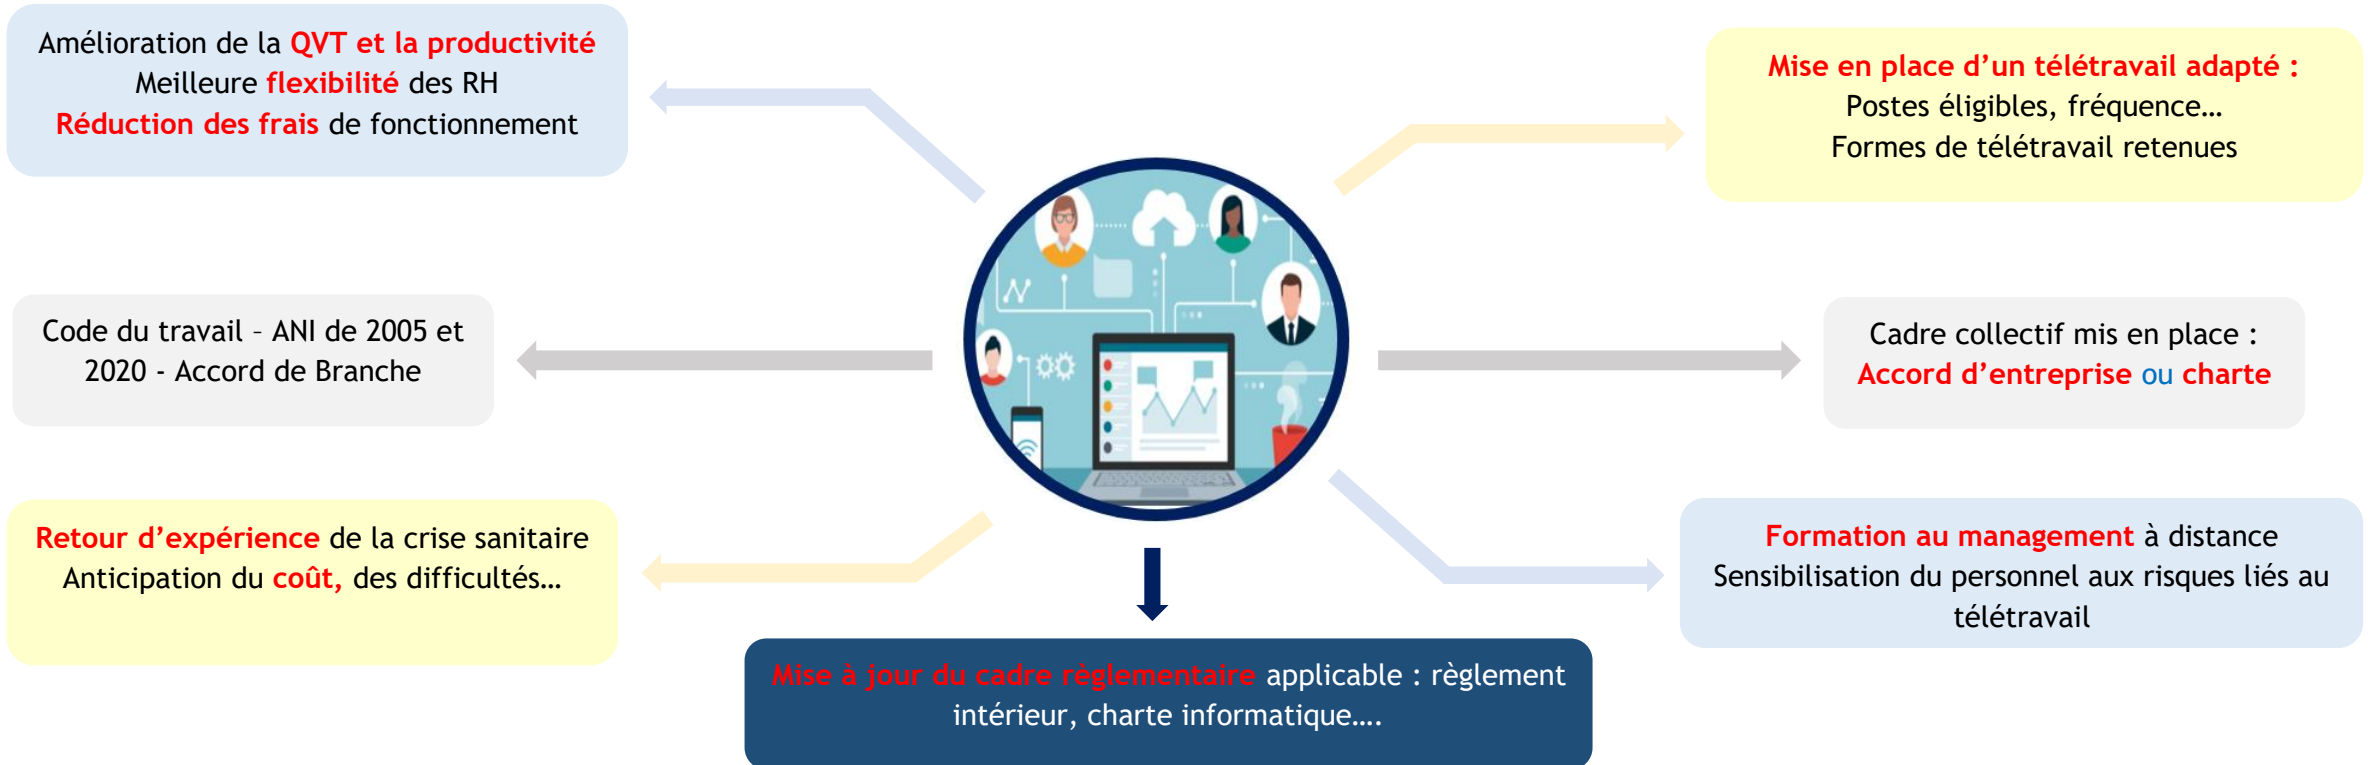 Amélioration de la QVT et la productivité
Meilleure flexibilité des RH
Réduction des frais de fonctionnement
Mise en place d’un télétravail adapté :
Postes éligibles, fréquence…
Formes de télétravail retenues
Code du travail – ANI de 2005 et
2020 - Accord de Branche
Cadre collectif mis en place :
Accord d’entreprise ou charte
Retour d’expérience de la crise sanitaire
Anticipation du coût, des difficultés…
Formation au management à distance
Sensibilisation du personnel aux risques liés au
télétravail
Mise à jour du cadre règlementaire applicable : règlement
intérieur, charte informatique….